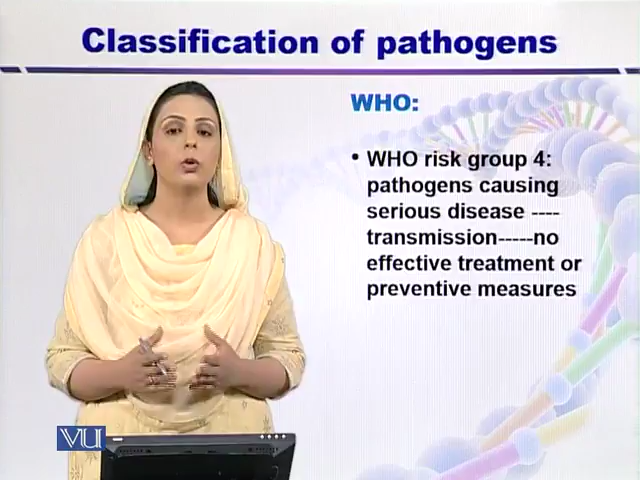 Classification of pathogens
WHO:
• WHO risk group 4:
pathogens causing
serious disease ----
transmission-----no
effective treatment or
preventive measures
VU